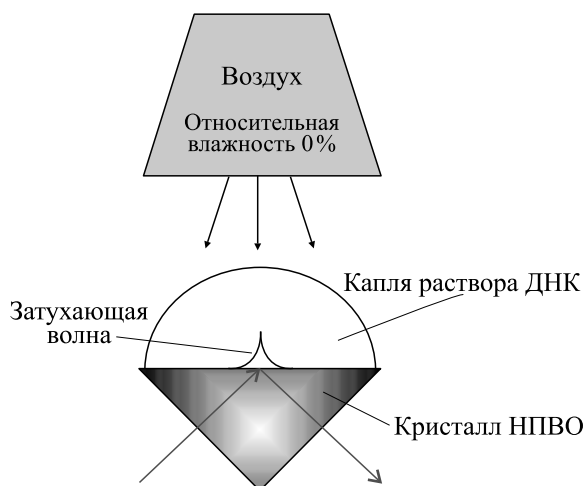 Воздух
Относительная
влажность 0%
Капля раствора ДНК
Затухающая
волна
Кристалл НПВО